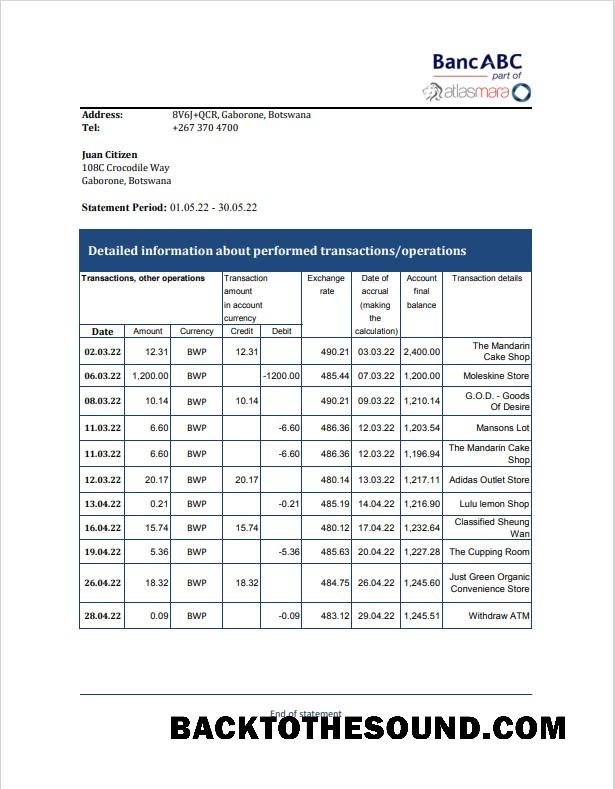 BancABC
part of
atlasmara
Address: 8V6J+QCR, Gaborone, Botswana
Tel: +267 370 4700
Juan Citizen
108C Crocodile Way
Gaborone, Botswana
Statement Period: 01.05.22 - 30.05.22
Detailed information about performed transactions/operations
Transactions, other operations
Transaction
amount
in account
currency
Exchange
rate
Date of
accrual
(making
the
calculation)
Account
final
balance
Transaction details
Date Amount Currency Credit Debit
02.03.22 12.31 BWP 12.31 490.21 03.03.22 2,400.00 The Mandarin
Cake Shop
06.03.22 1,200.00 BWP -1200.00 485.44 07.03.22 1,200.00 Moleskine Store
08.03.22 10.14 BWP 10.14 490.21 09.03.22 1,210.14 G.O.D. - Goods
Of Desire
11.03.22 6.60 BWP -6.60 486.36 12.03.22 1,203.54 Mansons Lot
11.03.22 6.60 BWP -6.60 486.36 12.03.22 1,196.94 The Mandarin Cake
Shop
12.03.22 20.17 BWP 20.17 480.14 13.03.22 1,217.11 Adidas Outlet Store
13.04.22 0.21 BWP -0.21 485.19 14.04.22 1,216.90 Lulu lemon Shop
16.04.22 15.74 BWP 15.74 480.12 17.04.22 1,232.64 Classified Sheung
Wan
19.04.22 5.36 BWP -5.36 485.63 20.04.22 1,227.28 The Cupping Room
26.04.22 18.32 BWP 18.32 484.75 26.04.22 1,245.60 Just Green Organic
Convenience Store
28.04.22 0.09 BWP -0.09 483.12 29.04.22 1,245.51 Withdraw ATM
End of statement
BACKTOTHESOUND.COM